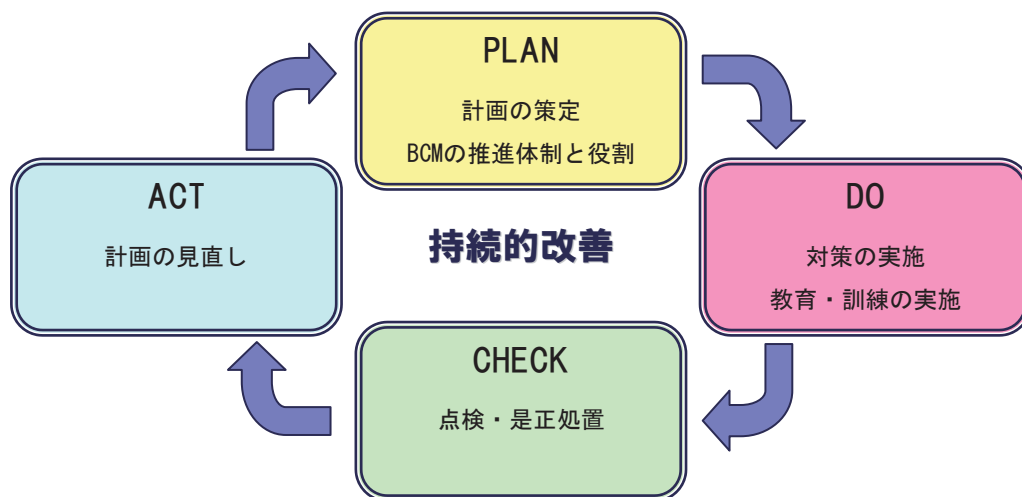 PLAN
計画の策定
BCMの推進体制と役割
DO
対策の実施
教育・訓練の実施
CHECK
点検・是正処置
ACT
計画の見直し
持続的改善